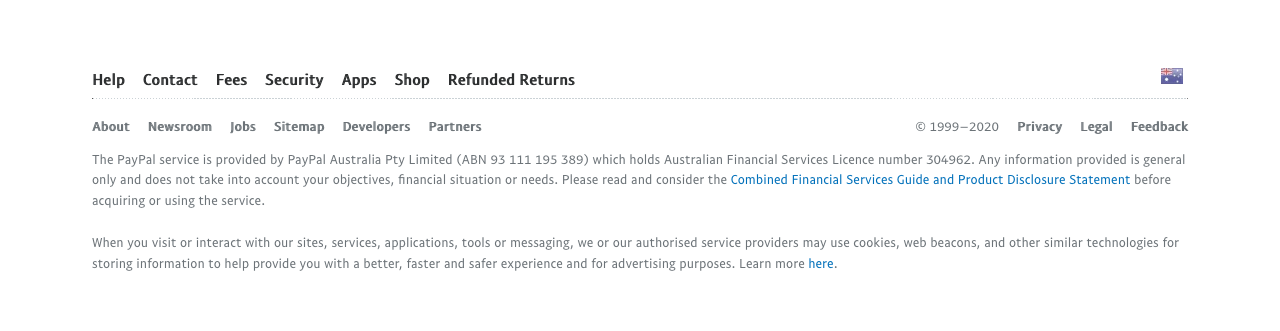 Help Contact Fees Security Apps Shop Refunded Returns
About Newsroom Jobs Sitemap Developers Partners © 1999–2020 Privacy Legal Feedback
The PayPal service is provided by PayPal Australia Pty Limited (ABN 93 111 195 389) which holds Australian Financial Services Licence number 304962. Any information provided is general
only and does not take into account your objectives, financial situation or needs. Please read and consider the Combined Financial Services Guide and Product Disclosure Statement before
acquiring or using the service.
When you visit or interact with our sites, services, applications, tools or messaging, we or our authorised service providers may use cookies, web beacons, and other similar technologies for
storing information to help provide you with a better, faster and safer experience and for advertising purposes. Learn more here.